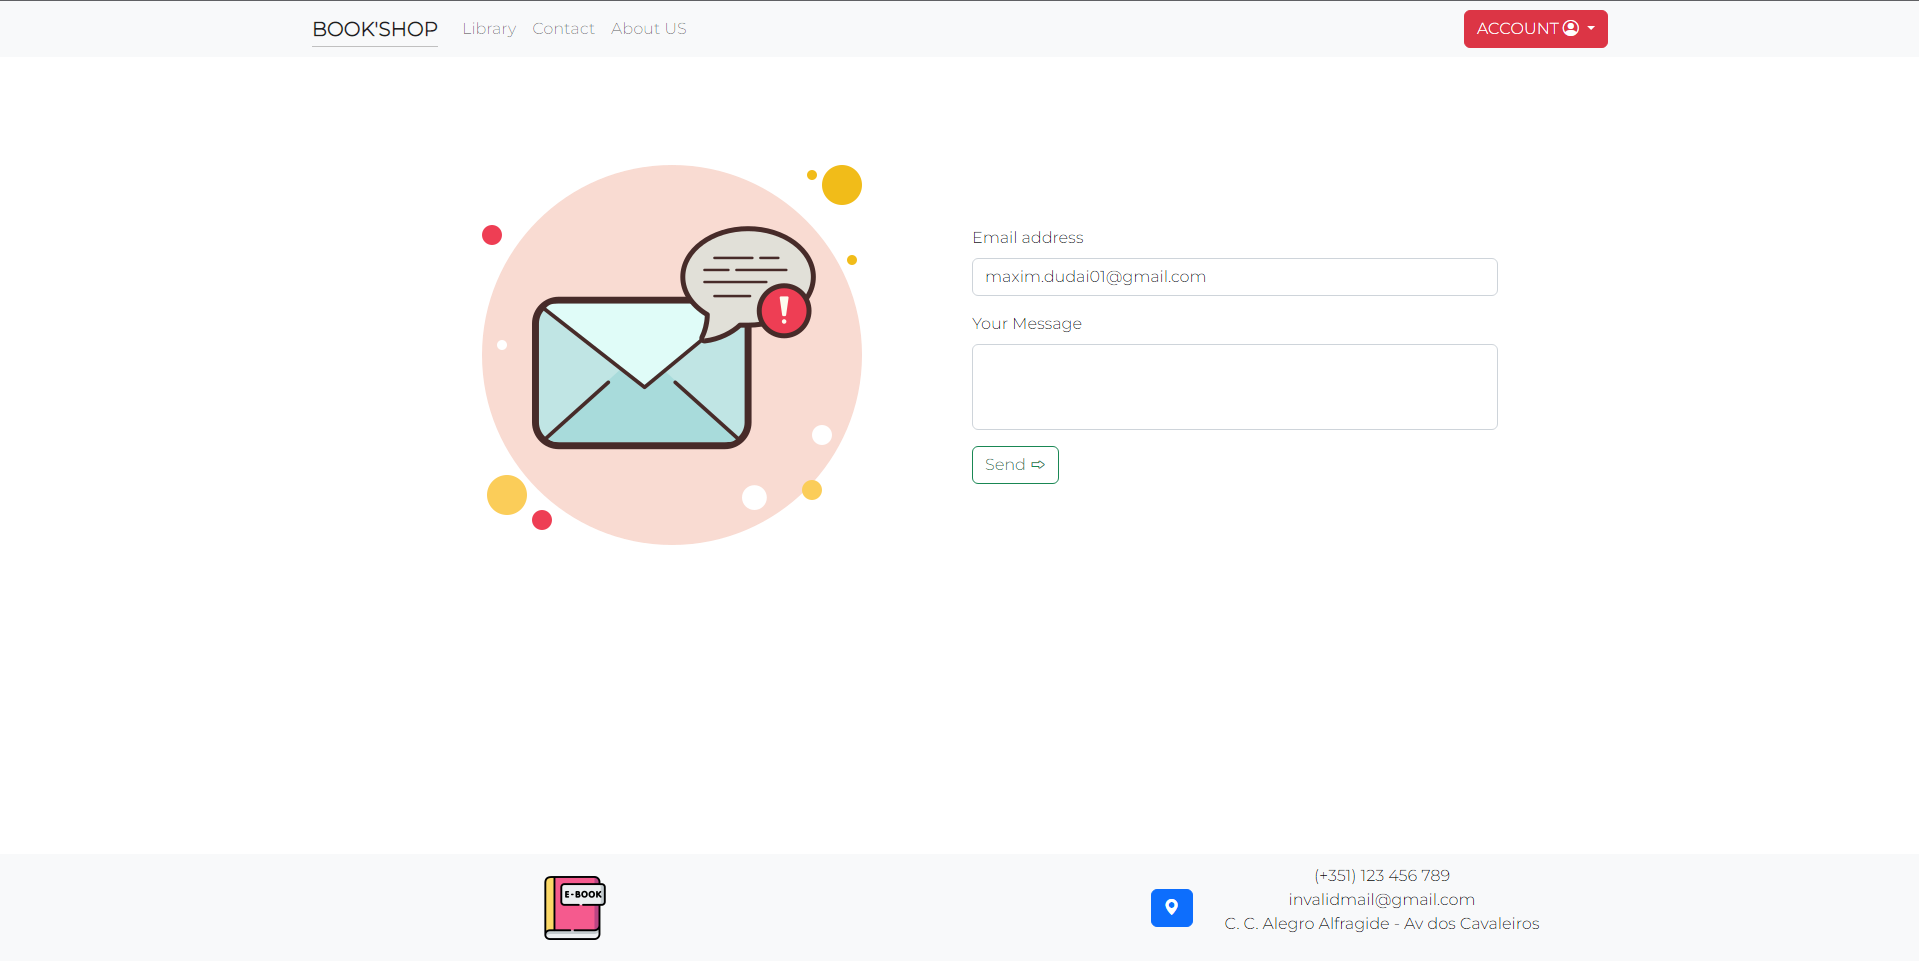 BOOK'SHOP Library Contact About US ACCOUNT
!
Email address
maxim.dudai01@gmail.com
Your Message
Send ⇨
E-BOOK
(+351) 123 456 789
invalidmail@gmail.com
C. C. Alegro Alfragide - Av dos Cavaleiros